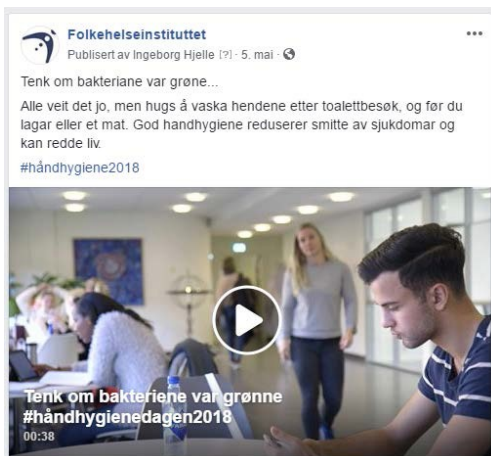 Folkehelseinstituttet
Publisert av Ingeborg Hjelle [?] · 5. mai ·
Tenk om bakteriane var grøne...
Alle veit det jo, men hugs å vaska hendene etter toalettbesøk, og før du
lagar eller et mat. God handhygiene reduserer smitte av sjukdomar og
kan redde liv.
#håndhygiene2018
Tenk om bakteriene var grønne
#håndhygienedagen2018
00:38